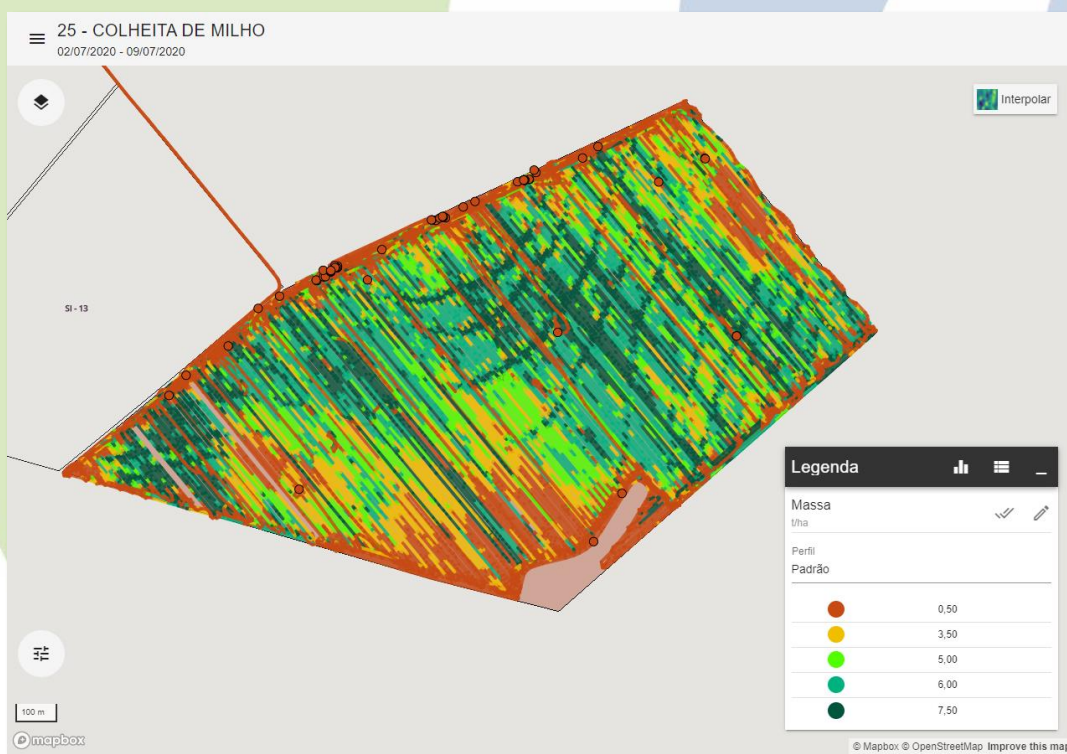 25 - COLHEITA DE MILHO
02/07/2020 - 09/07/2020
Interpolar
SI - 13
Legenda
Massa
t/ha
Perfil
Padrão
0,50
3,50
5,00
6,00
7,50
100 m
mapbox
© Mapbox © OpenStreetMap Improve this map